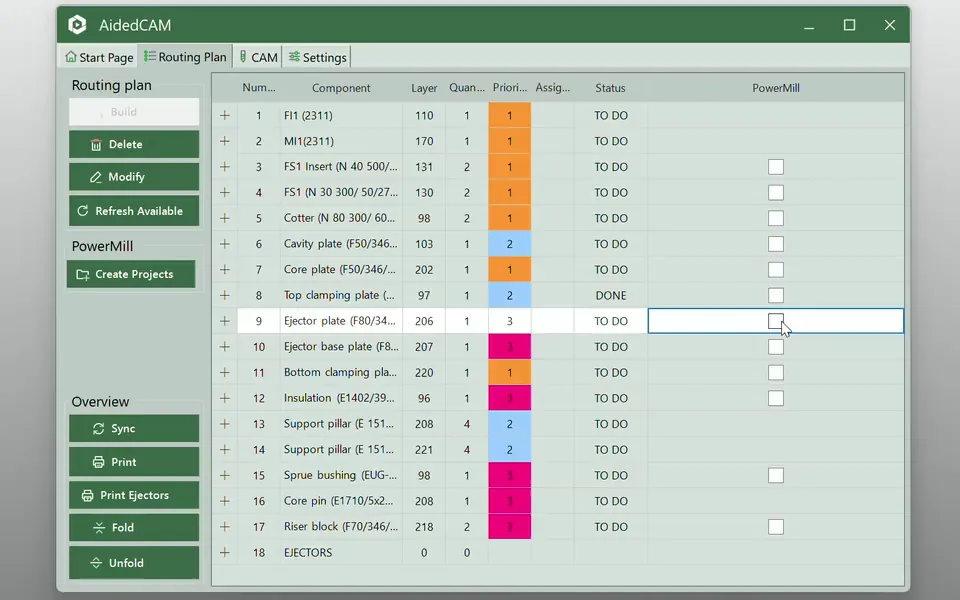 AidedCAM
Start Page
Routing Plan
CAM
Settings
Routing plan
Build
Delete
Modify
Refresh Available
PowerMill
Create Projects
Overview
Sync
Print
Print Ejectors
Fold
Unfold
Num... Component Layer Quan... Priori... Assig... Status PowerMill
1 FI1 (2311) 110 1 1 TO DO
2 MI1(2311) 170 1 1 TO DO
3 FS1 Insert (N 40 500/... 131 2 1 TO DO
4 FS1 (N 30 300/ 50/27... 130 2 1 TO DO
5 Cotter (N 80 300/ 60... 98 2 1 TO DO
6 Cavity plate (F50/346... 103 1 2 TO DO
7 Core plate (F50/346/... 202 1 1 TO DO
8 Top clamping plate (... 97 1 2 DONE
9 Ejector plate (F80/34... 206 1 3 TO DO
10 Ejector base plate (F8... 207 1 3 TO DO
11 Bottom clamping pla... 220 1 1 TO DO
12 Insulation (E1402/39... 96 1 3 TO DO
13 Support pillar (E 151... 208 4 2 TO DO
14 Support pillar (E 151... 221 4 2 TO DO
15 Sprue bushing (EUG-... 98 1 3 TO DO
16 Core pin (E1710/5x2... 208 1 3 TO DO
17 Riser block (F70/346/... 218 2 3 TO DO
18 EJECTORS 0 0